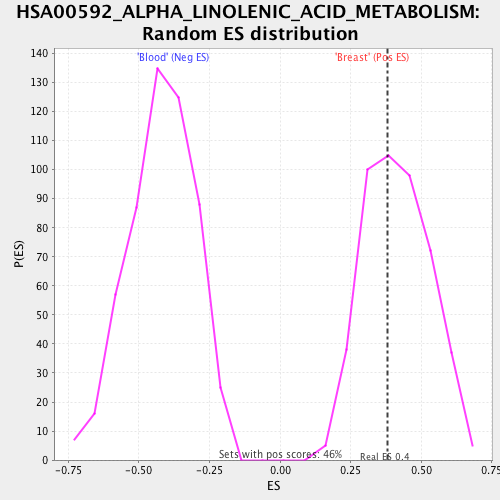 HSA00592_ALPHA_LINOLENIC_ACID_METABOLISM:
Random ES distribution
'Blood' (Neg ES)
'Breast' (Pos ES)
140
130
120
110
100
90
80
70
60
50
40
30
20
10
0
P(ES)
Sets with pos scores: 46%
Real ES 0.4
-0.75 -0.50 -0.25 0.00 0.25 0.50 0.75
ES